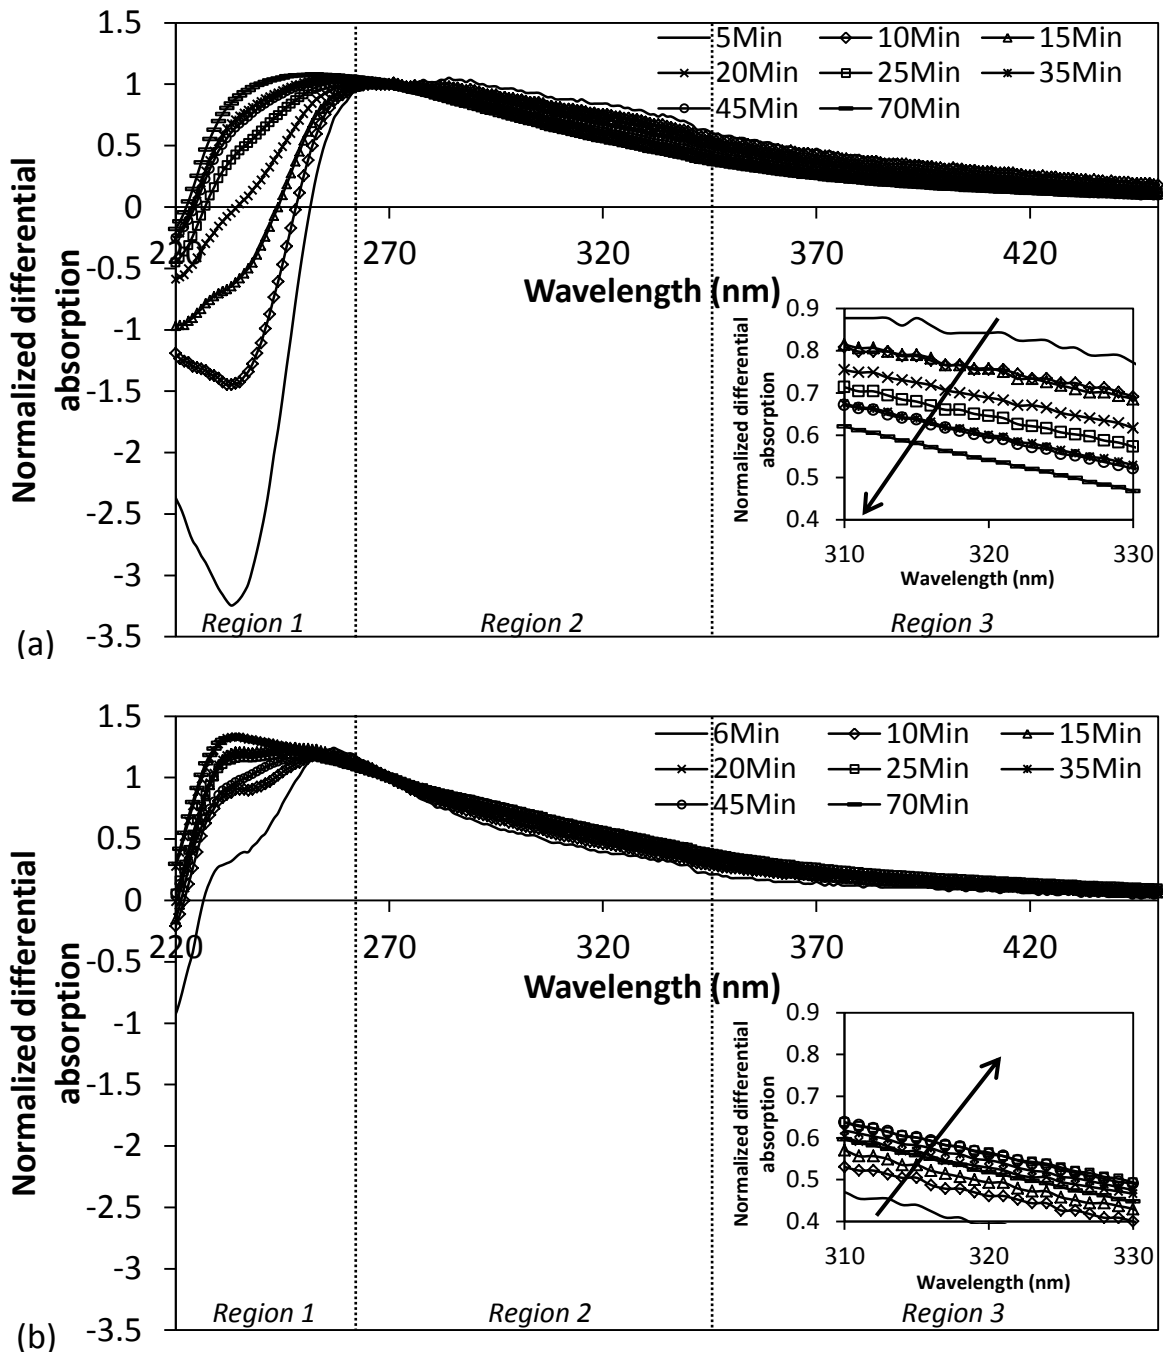 1.5
1
0.5
0
-0.5
-1
-1.5
-2
-2.5
-3
-3.5
Normalized differential
absorption
5Min 10Min 15Min
20Min 25Min 35Min
45Min 70Min
220 270 320 370 420
Wavelength (nm)
0.9
0.8
0.7
0.6
0.5
0.4
Normalized differential
absorption
310 320 330
Wavelength (nm)
Region 1 Region 2 Region 3
(a)
1.5
1
0.5
0
-0.5
-1
-1.5
-2
-2.5
-3
-3.5
Normalized differential
absorption
6Min 10Min 15Min
20Min 25Min 35Min
45Min 70Min
220 270 320 370 420
Wavelength (nm)
0.9
0.8
0.7
0.6
0.5
0.4
Normalized differential
absorption
310 320 330
Wavelength (nm)
Region 1 Region 2 Region 3
(b)